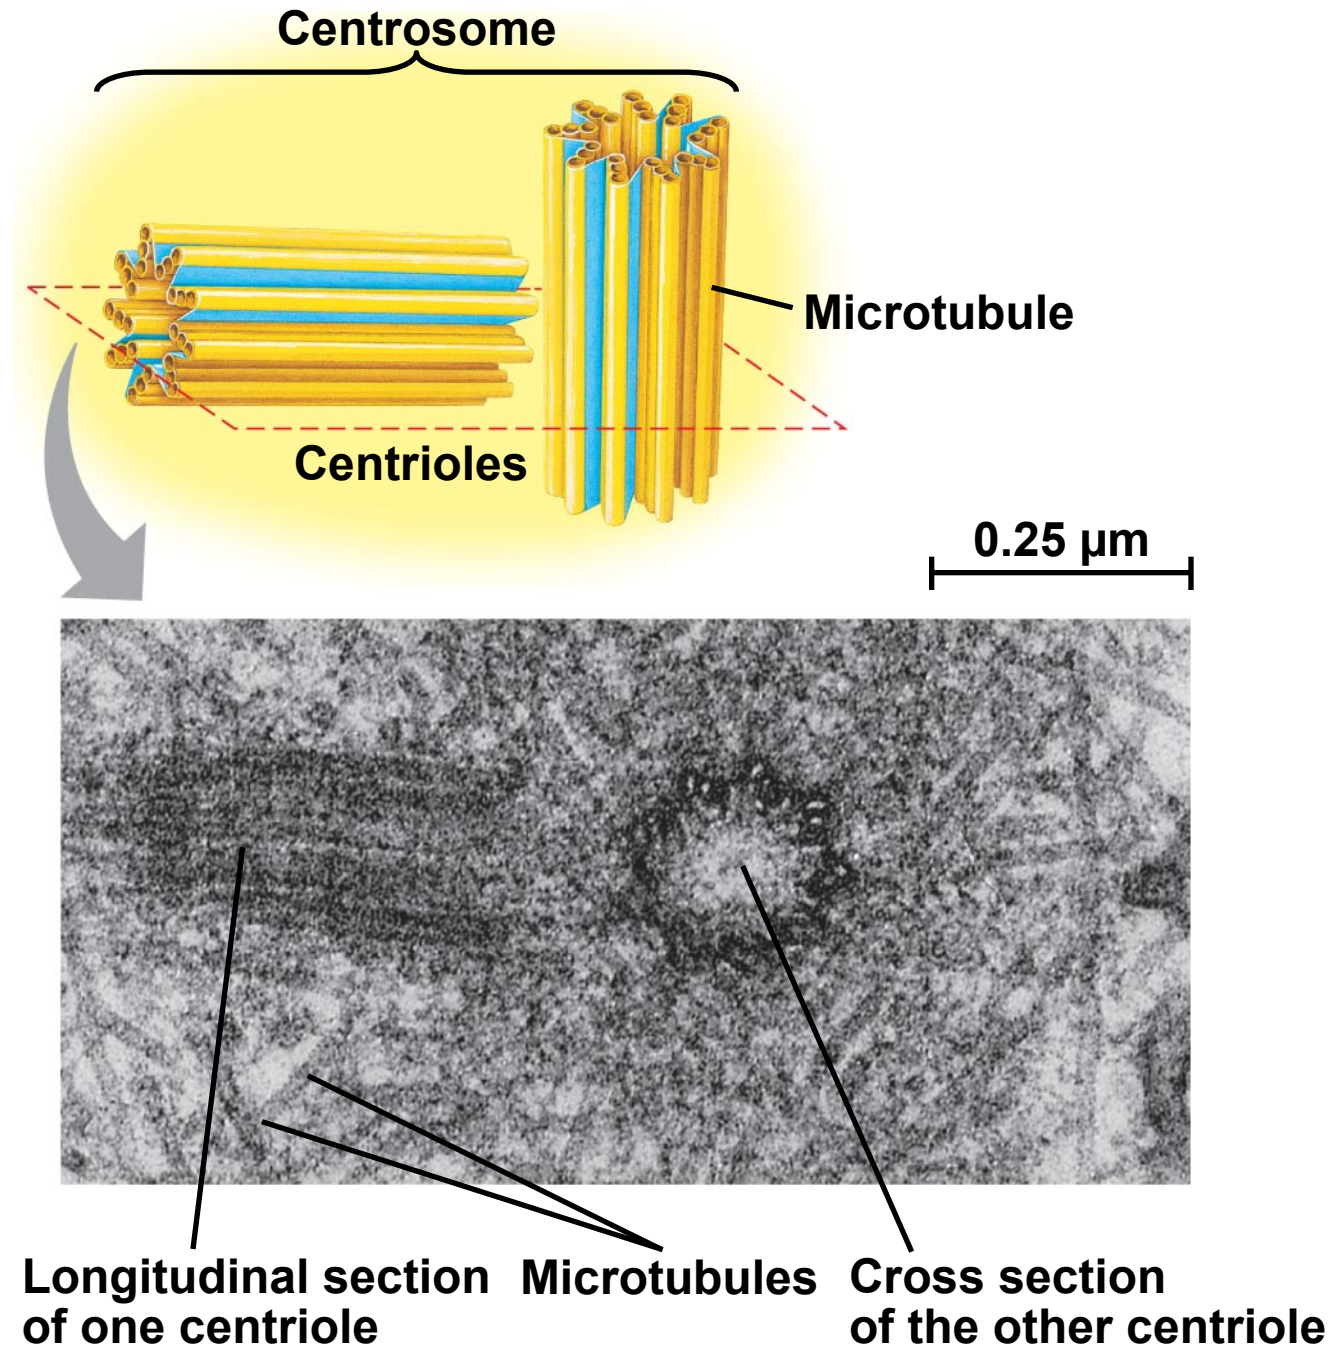 Centrosome
Microtubule
Centrioles
0.25 µm
Longitudinal section
of one centriole
Microtubules
Cross section
of the other centriole